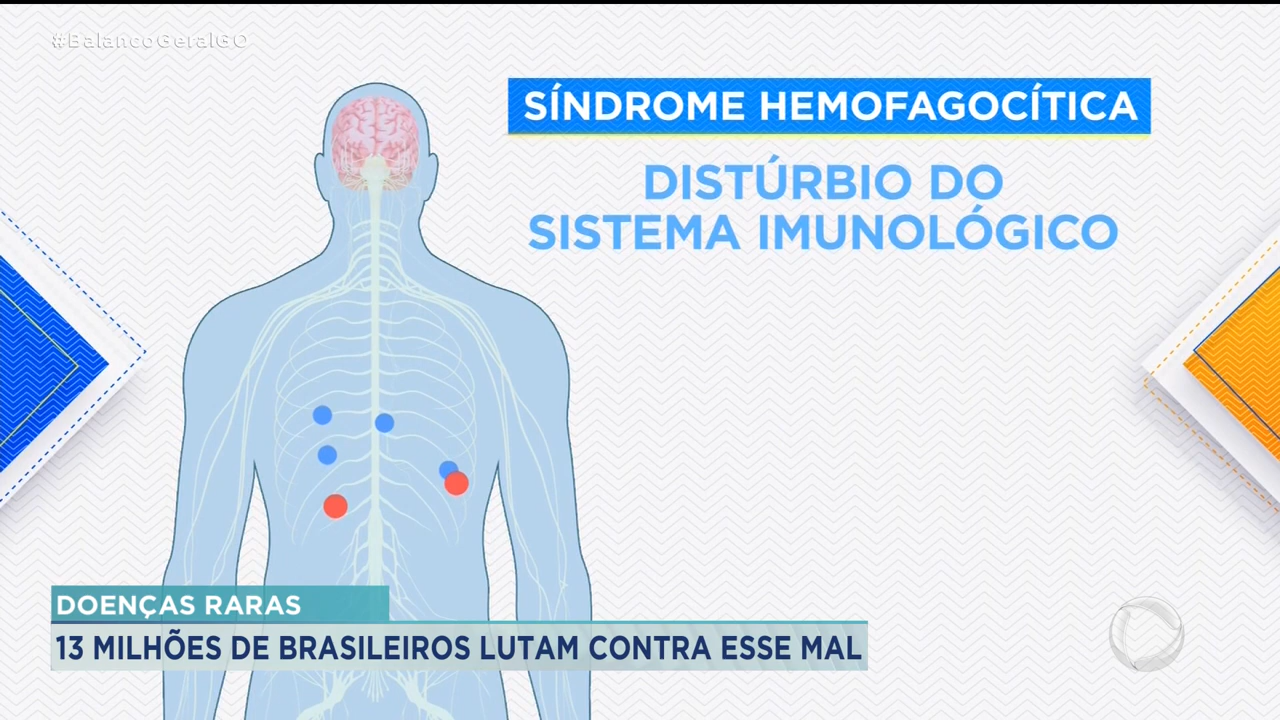 #BalancoGeralGO
SÍNDROME HEMOFAGOCÍTICA
DISTÚRBIO DO
SISTEMA IMUNOLÓGICO
DOENÇAS RARAS
13 MILHÕES DE BRASILEIROS LUTAM CONTRA ESSE MAL